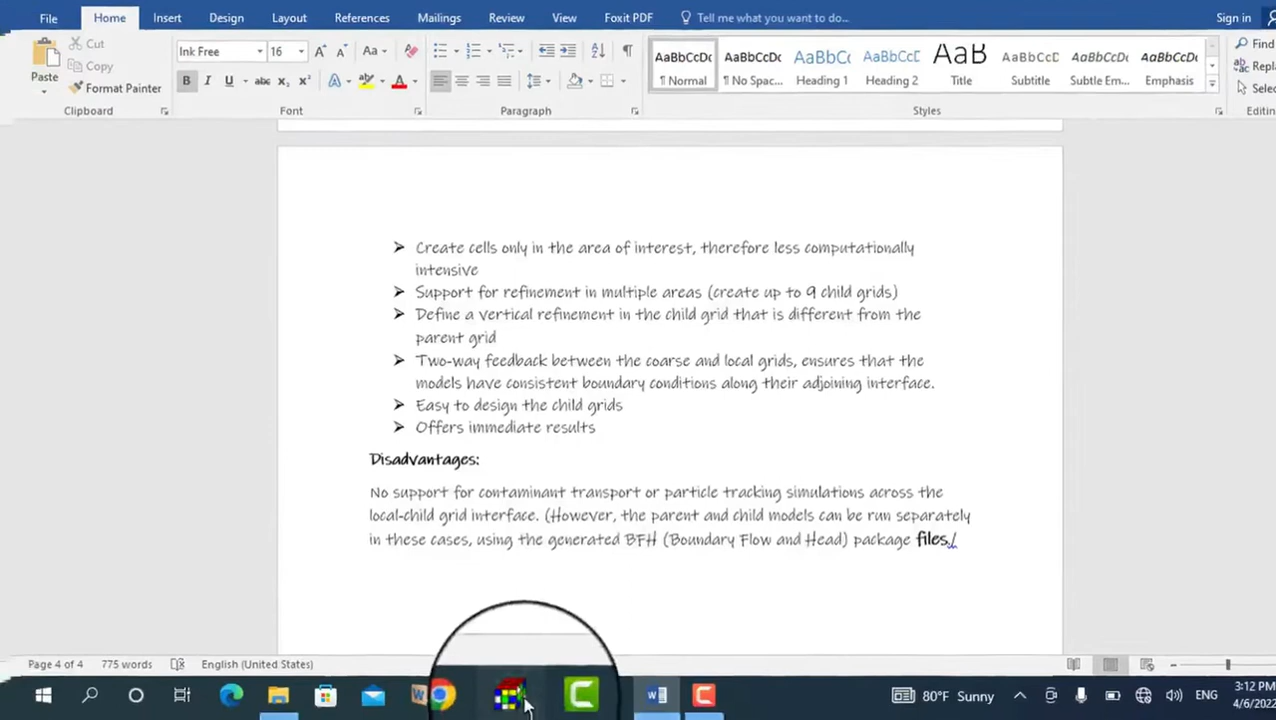 File Home Insert Design Layout References Mailings Review View Foxit PDF Tell me what you want to do... Sign in
Paste Cut Copy Format Painter
Clipboard
Ink Free 16
Font
Paragraph
AaBbCcDc AaBbCcDc AaBbCc AaBbCcC AaB AaBbCcD AaBbCcDc AaBbCcDc
¶ Normal ¶ No Spac... Heading 1 Heading 2 Title Subtitle Subtle Em... Emphasis
Styles
Find
Repla
Selec
Editing
Create cells only in the area of interest, therefore less computationally
intensive
Support for refinement in multiple areas (create up to 9 child grids)
Define a vertical refinement in the child grid that is different from the
parent grid
Two-way feedback between the coarse and local grids, ensures that the
models have consistent boundary conditions along their adjoining interface.
Easy to design the child grids
Offers immediate results
Disadvantages:
No support for contaminant transport or particle tracking simulations across the
local-child grid interface. (However, the parent and child models can be run separately
in these cases, using the generated BFH (Boundary Flow and Head) package files./
Page 4 of 4 775 words English (United States)
80°F Sunny ENG
3:12 PM
4/6/2022